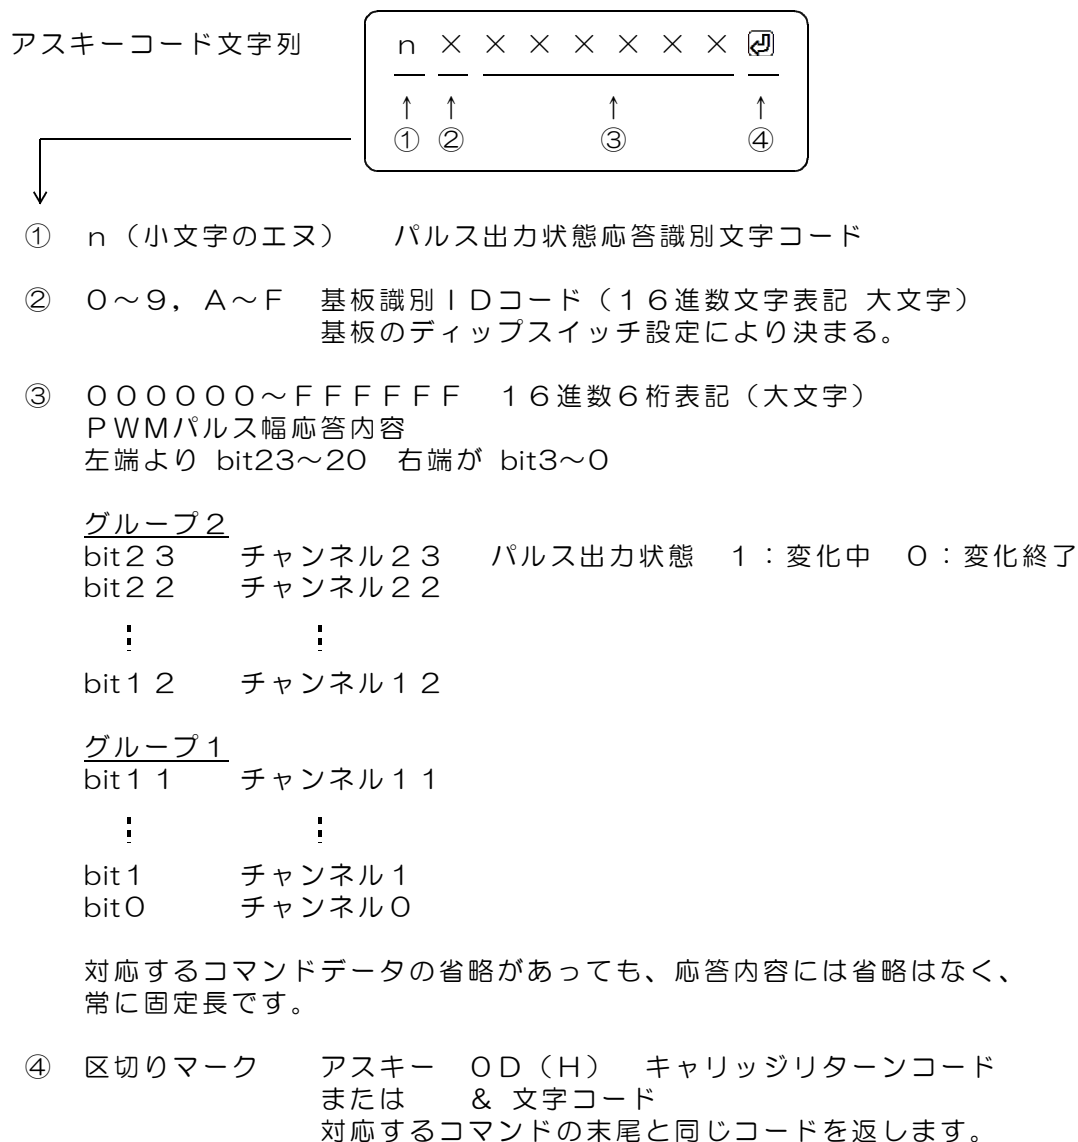 アスキーコード文字列 n × × × × × × × ⏎
↑ ↑ ↑ ↑
① ② ③ ④
① n(小文字のエヌ) パルス出力状態応答識別文字コード
② 0~9,A~F 基板識別IDコード(16進数文字表記 大文字)
基板のディップスイッチ設定により決まる。
③ 000000~FFFFFF 16進数6桁表記(大文字)
PWMパルス幅応答内容
左端より bit23~20 右端が bit3~0
グループ2
bit23 チャンネル23 パルス出力状態 1:変化中 0:変化終了
bit22 チャンネル22
bit12 チャンネル12
グループ1
bit11 チャンネル11
bit1 チャンネル1
bit0 チャンネル0
対応するコマンドデータの省略があっても、応答内容には省略はなく、
常に固定長です。
④ 区切りマーク アスキー 0D(H) キャリッジリターンコード
または & 文字コード
対応するコマンドの末尾と同じコードを返します。